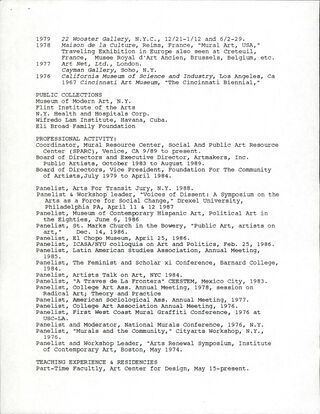 1979 22 Wooster Gallery, N.Y.C., 12/21-1/12 and 6/2-29.
1978 Maison de la Culture, Reims, France, "Mural Art, USA,"
Traveling Exhibition in Europe also seen at Creteuil,
France, Musee Royal d'Art Ancien, Brussels, Belgium, etc.
1977 Art Net, Ltd., London.
Cayman Gallery, Soho, N.Y.
1976 California Museum of Science and Industry, Los Angeles, Ca
1967 Cincinnati Art Museum, "The Cincinnati Biennial,"
PUBLIC COLLECTIONS
Museum of Modern Art, N.Y.
Flint Institute of the Arts
N.Y. Health and Hospitals Corp.
Wifredo Lam Institute, Havana, Cuba.
Eli Broad Family Foundation
PROFESSIONAL ACTIVITY:
Coordinator, Mural Resource Center, Social And Public Art Resource
Center (SPARC), Venice, CA 9/89 to present.
Board of Directors and Executive Director, Artmakers, Inc.
Public Artists, October 1983 to August 1989.
Board of Directors, Vice President, Foundation For The Community
of Artists,July 1979 to April 1984.
Panelist, Arts For Transit Jury, N.Y.C. 1988.
Panelist & Workshop leader, "Voices of Dissent: A Symposium on the
Arts as a Force for Social Change," Drexel University,
Philadelphia PA, April 11 & 12 1987
Panelist, Museum of Contemporary Hispanic Art, Political Art in
the Eighties, June 6, 1986
Panelist, St. Marks Church in the Bowery, "Public Art, artists on
art," Dec. 14, 1986.
Panelist, El Chopo Museum, April 25, 1986.
Panelist, ICASA/NYU colloquia on Art and Politics, Feb. 25, 1986.
Panelist, Latin American Studies Association, Annual Meeting,
1985.
Panelist, The Feminist and Scholar xi Conference, Barnard College,
1984.
Panelist, Artists Talk on Art, NYC 1984.
Panelist, "A Traves de La Frontera" CEESTEM, Mexico City, 1983.
Panelist, College Art Ass. Annual Meeting, 1978, session on
Radical Art; Theory and Practice
Panelist, American Sociological Ass. Annual Meeting, 1977.
Panelist, College Art Association Annual Meeting, 1976.
Panelist, First West Coast Mural Graffiti Conference, 1976 at
USC-LA.
Panelist and Moderator, National Murals Conference, 1976, N.Y.
Panelist, "Murals and the Community," Cityarts Workshop, N.Y.,
1976.
Panelist and Workshop Leader, "Arts Renewal Symposium, Institute
of Contemporary Art, Boston, May 1974.
TEACHING EXPERIENCE & RESIDENCIES
Part-Time Facultly, Art Center for Design, May 15-present.